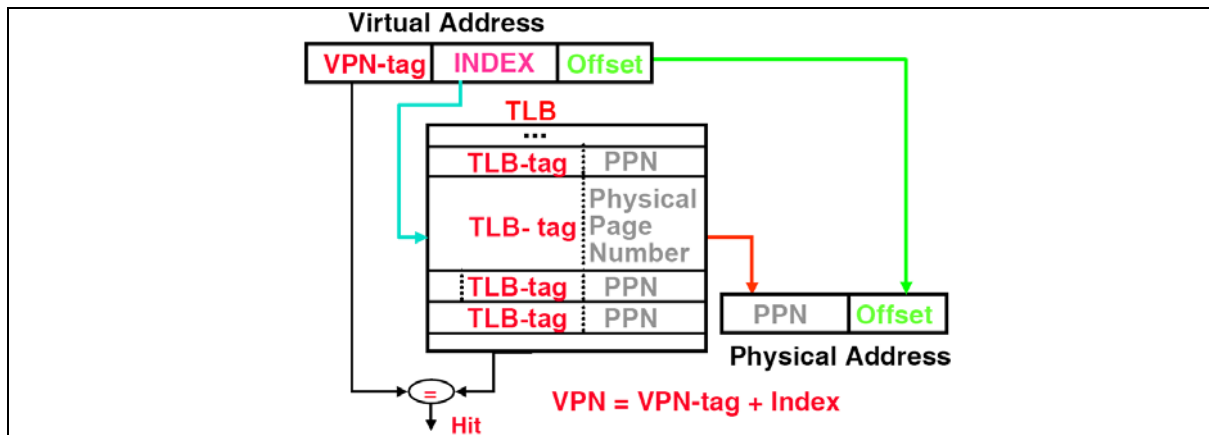 Virtual Address
VPN-tag INDEX Offset
TLB
...
TLB-tag PPN
TLB- tag Physical
Page
Number
TLB-tag PPN
TLB-tag PPN
PPN Offset
Physical Address
=
VPN = VPN-tag + Index
Hit